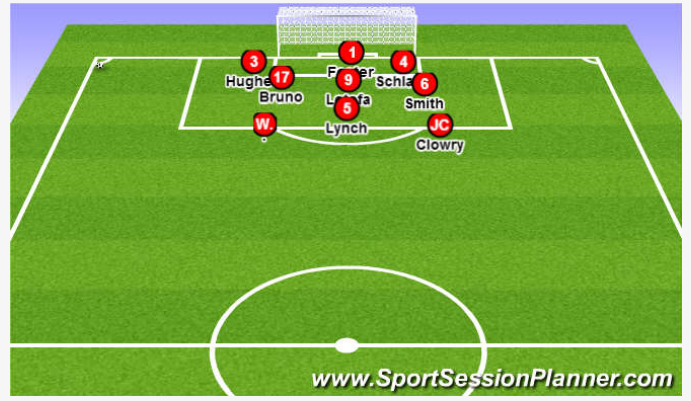 1
3
4
Hughe
17
9
Schla
6
Bruno
Smith
5
Lynch
W.
JC
.
Clowry
www.SportSessionPlanner.com